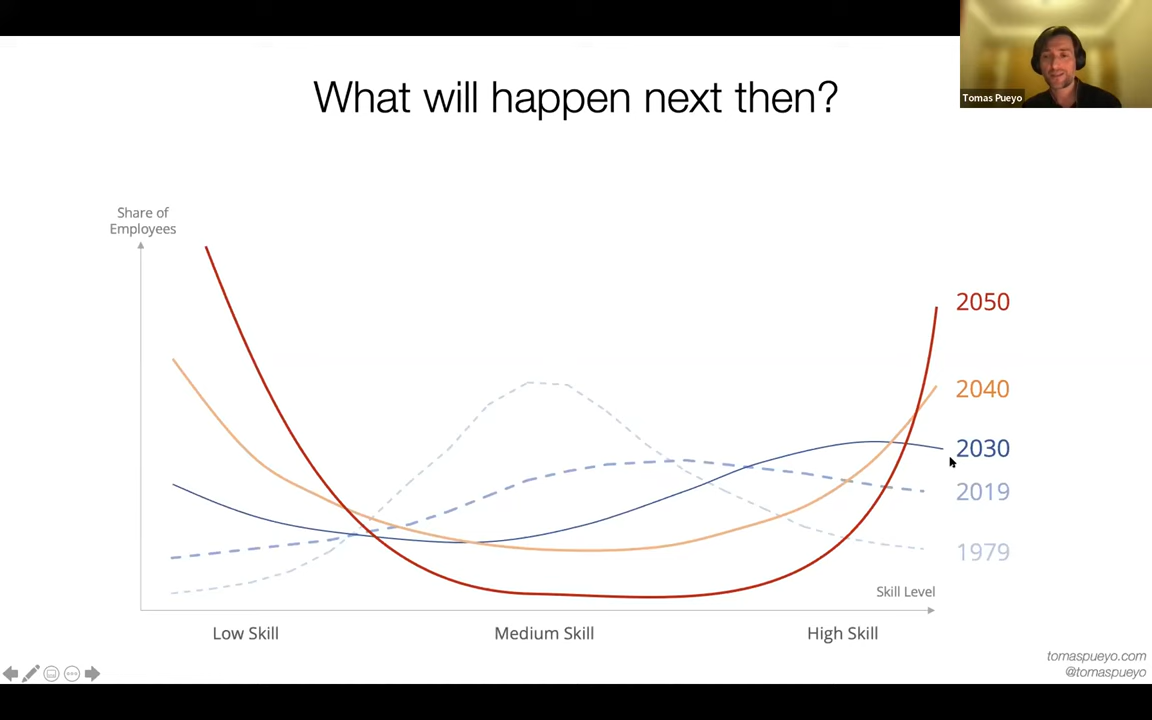 Tomas Pueyo
What will happen next then?
Share of
Employees
2050
2040
2030
2019
1979
Skill Level
Low Skill
Medium Skill
High Skill
tomaspueyo.com
@tomaspueyo